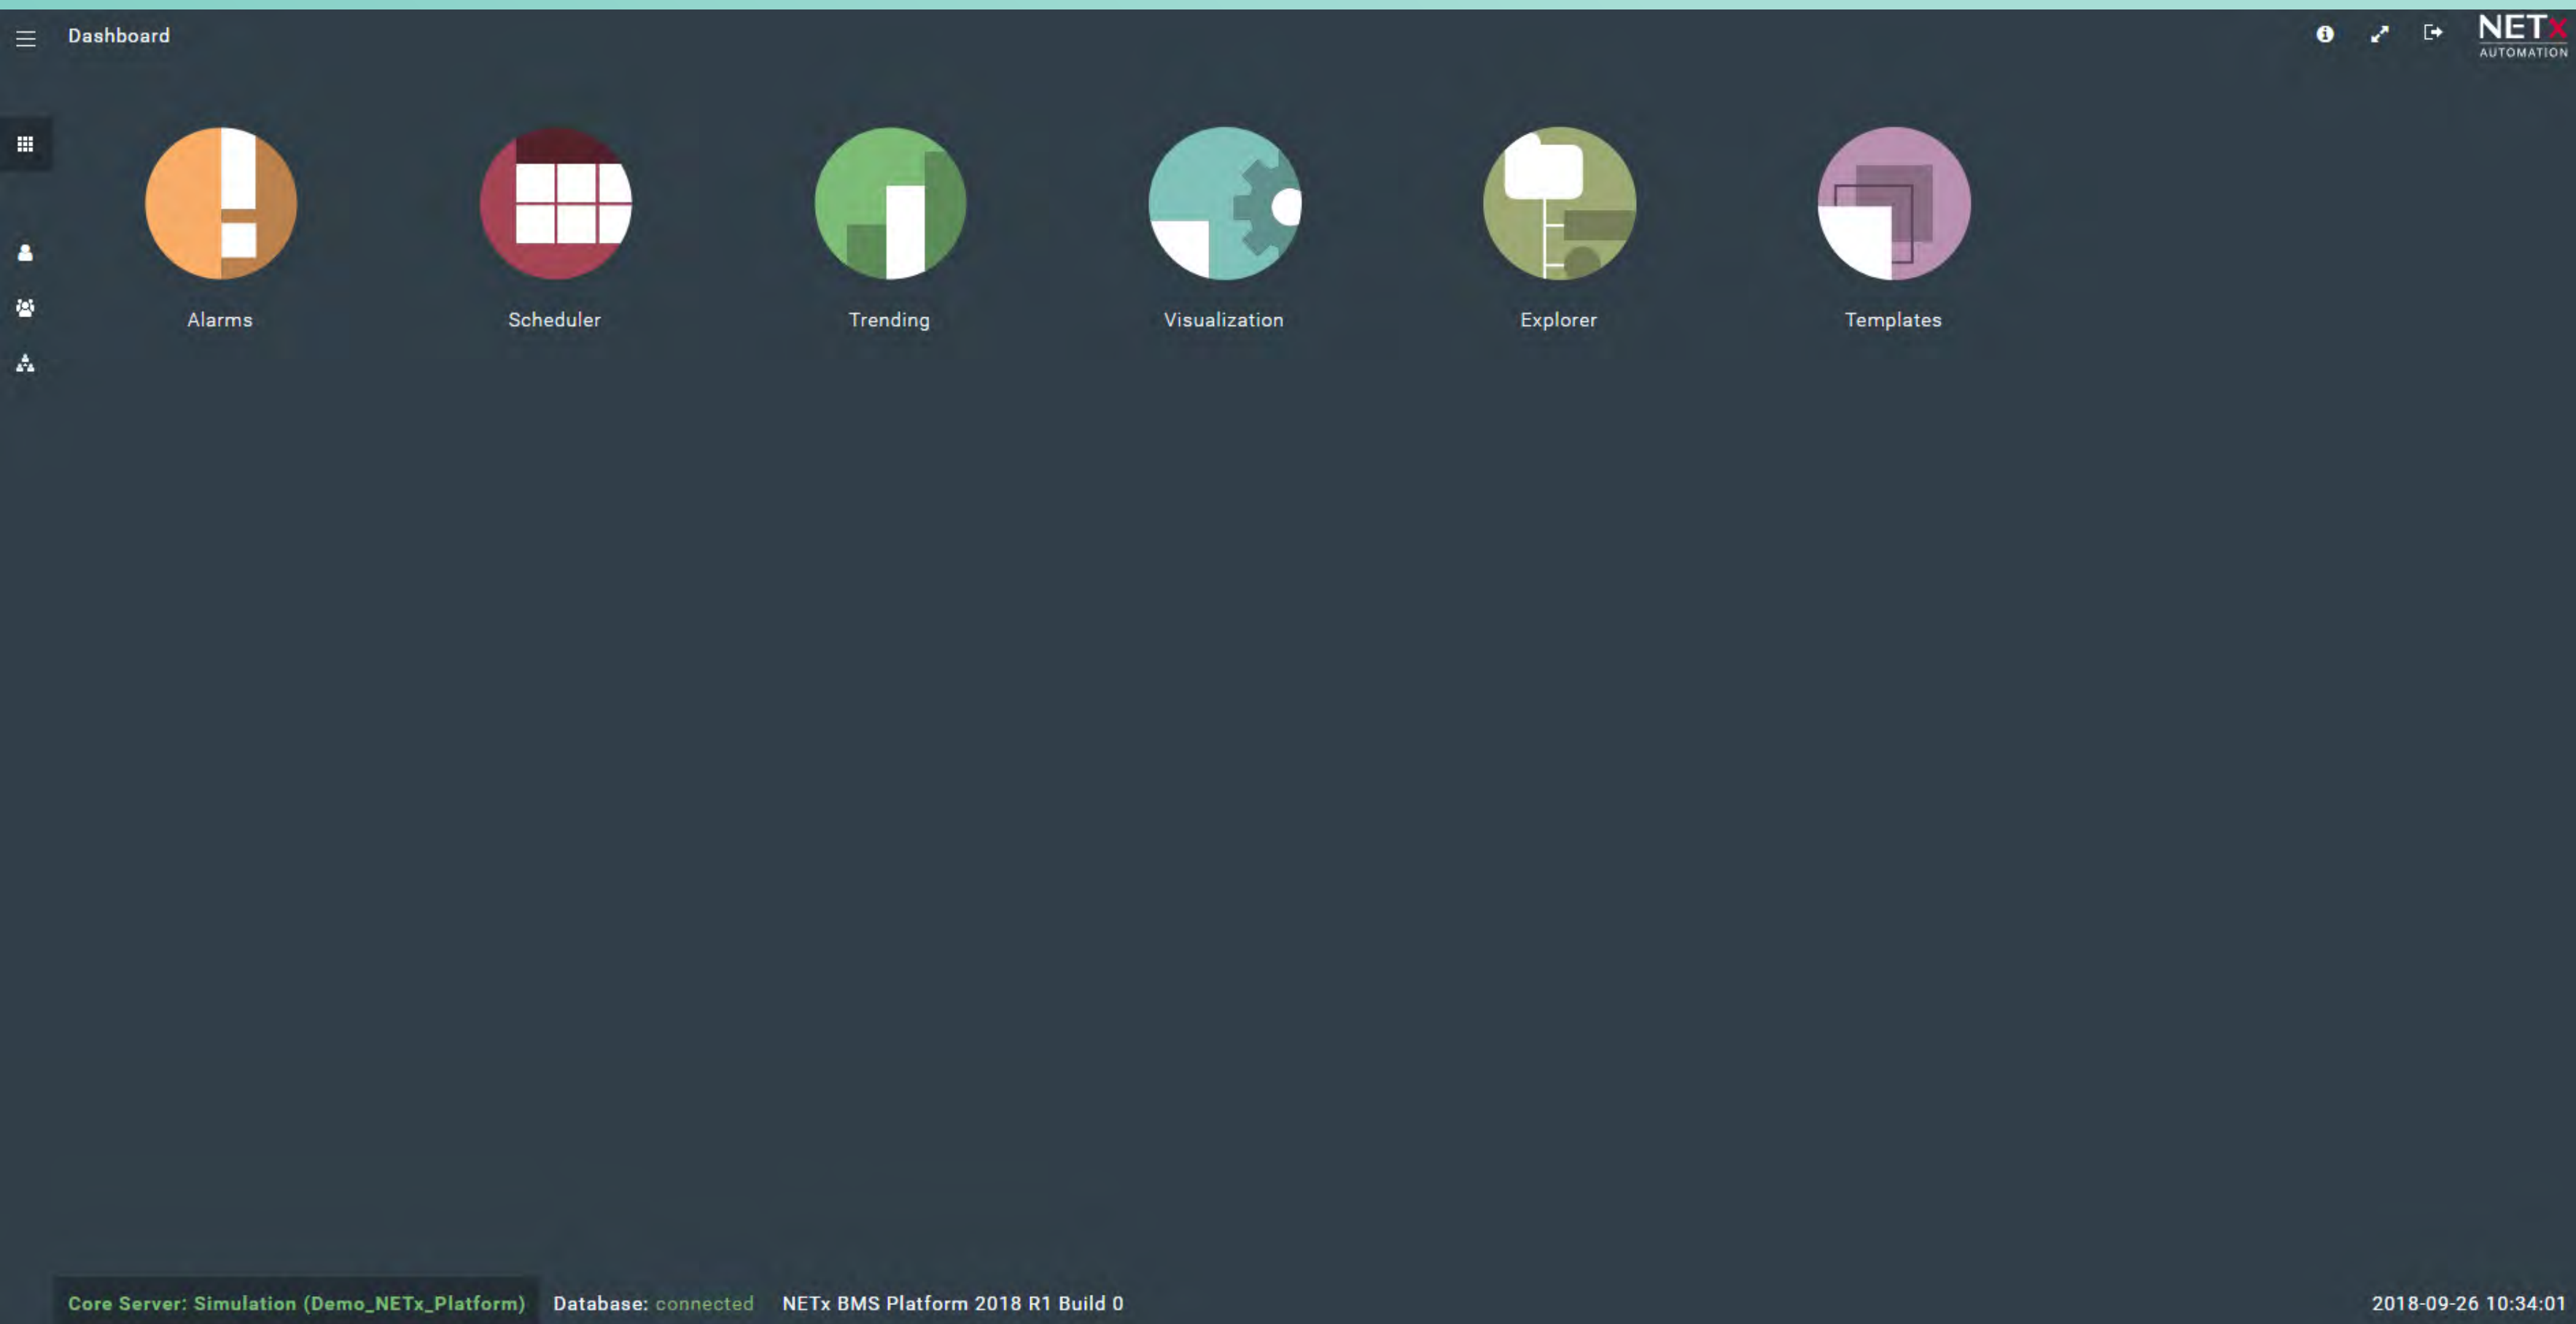 Dashboard
NETx
AUTOMATION
Alarms
Scheduler
Trending
Visualization
Explorer
Templates
Core Server: Simulation (Demo_NETx_Platform)
Database: connected
NETx BMS Platform 2018 R1 Build 0
2018-09-26 10:34:01